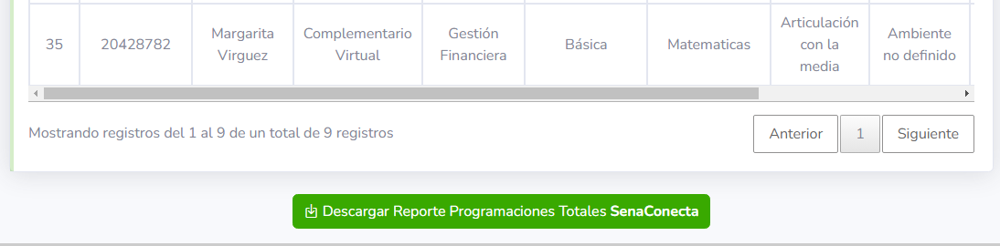 35 20428782 Margarita Virguez Complementario Virtual Gestión Financiera Básica Matematicas Articulación con la media Ambiente no definido
Mostrando registros del 1 al 9 de un total de 9 registros
Anterior 1 Siguiente
Descargar Reporte Programaciones Totales SenaConecta